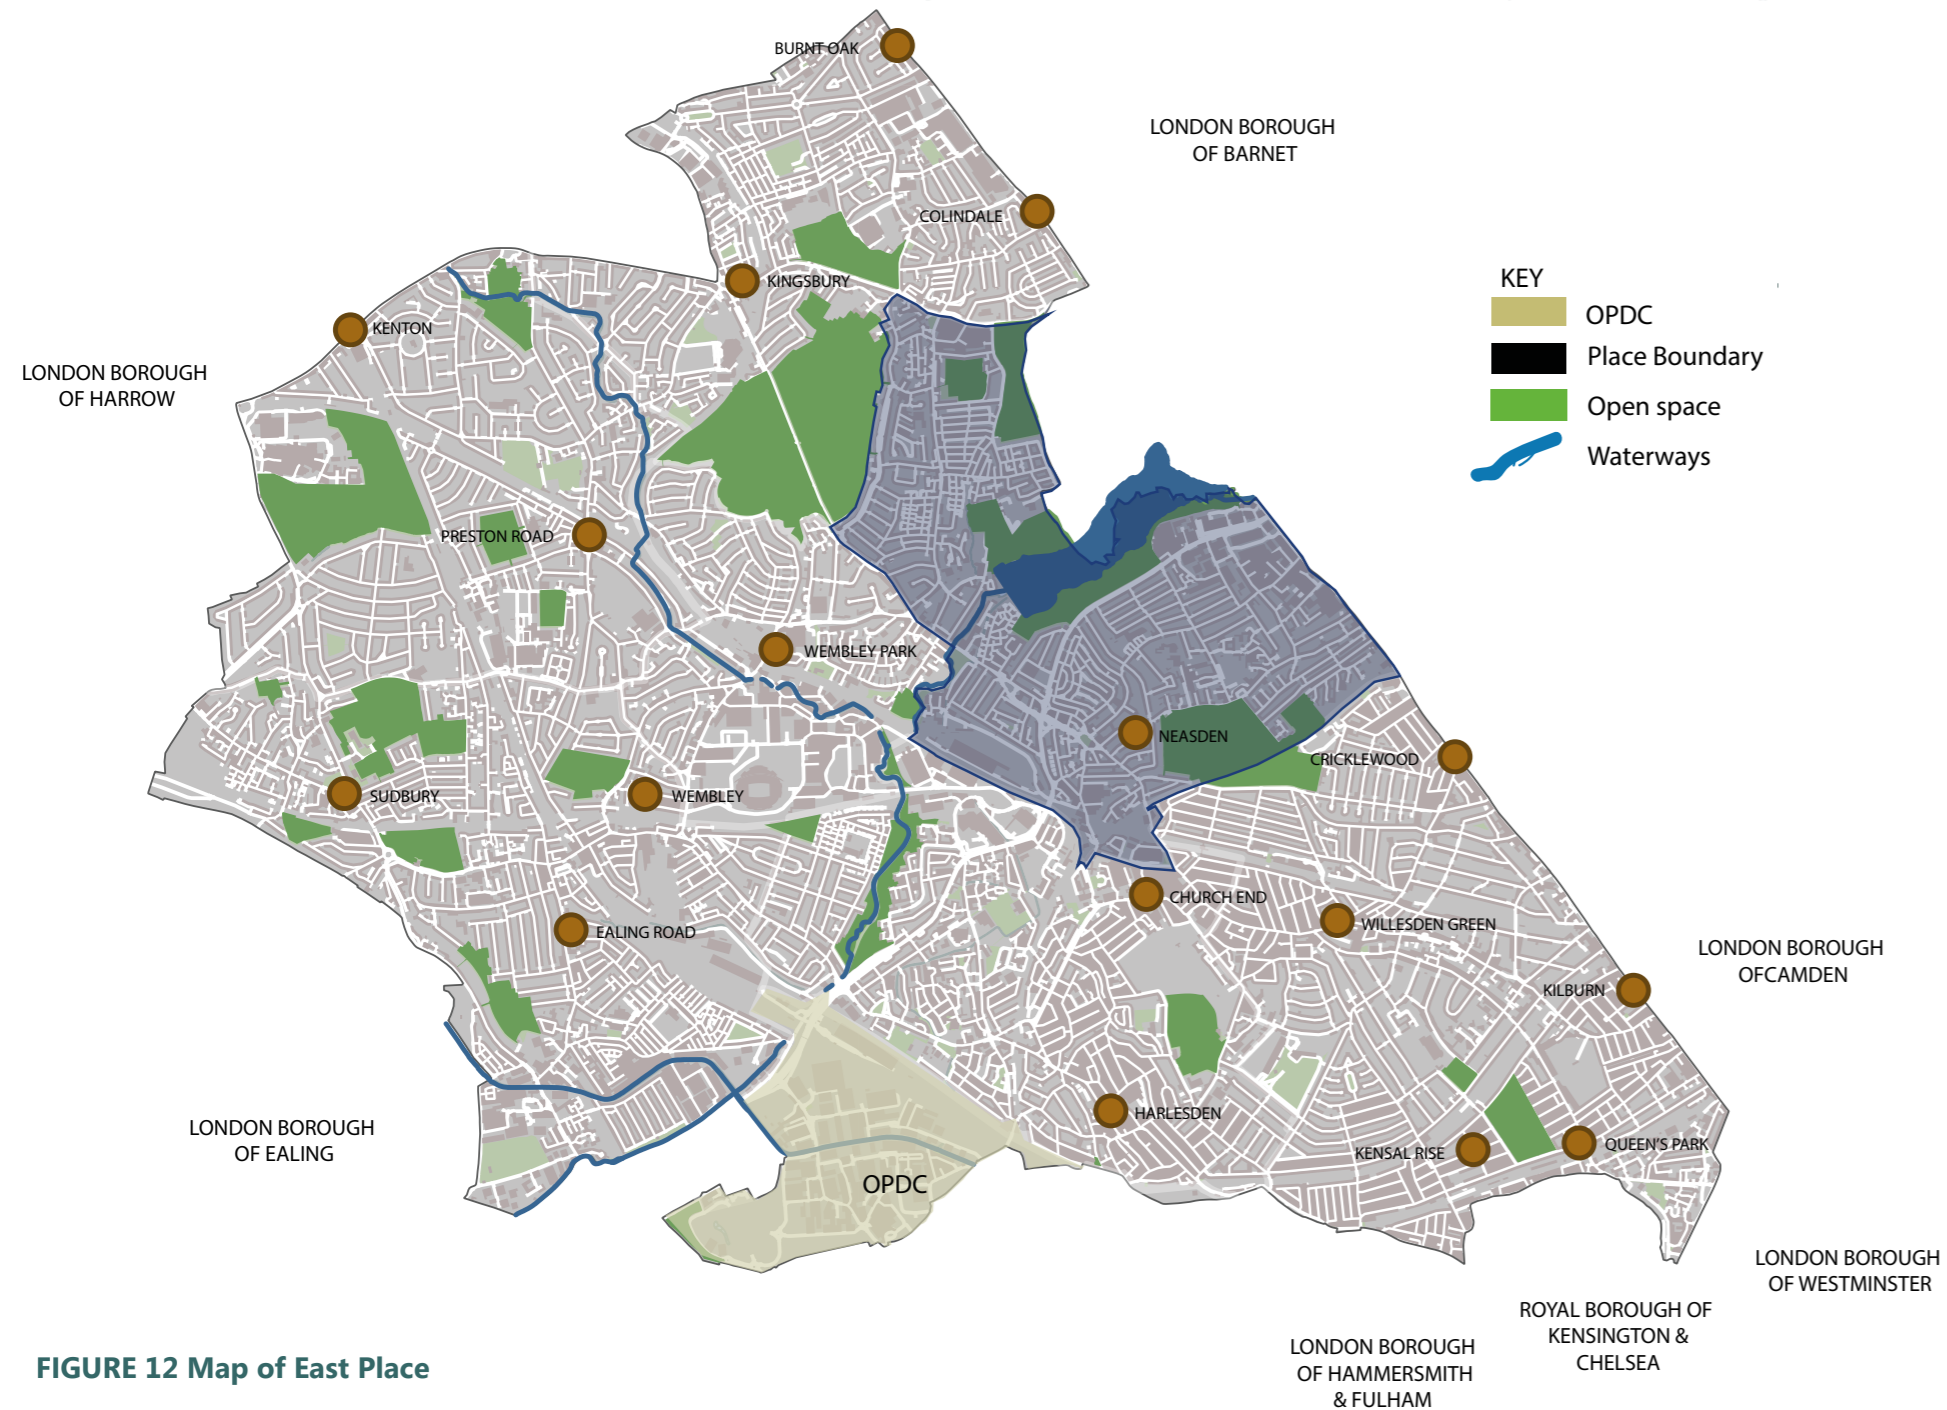 BURNT OAK
LONDON BOROUGH
OF BARNET
COLINDALE
KINGSBURY
KENTON
LONDON BOROUGH
OF HARROW
KEY
OPDC
Place Boundary
Open space
Waterways
PRESTON ROAD
WEMBLEY PARK
NEASDEN
CRICKLEWOOD
SUDBURY
WEMBLEY
CHURCH END
WILLESDEN GREEN
EALING ROAD
LONDON BOROUGH
OFCAMDEN
KILBURN
HARLESDEN
LONDON BOROUGH
OF EALING
KENSAL RISE
QUEEN'S PARK
OPDC
LONDON BOROUGH
OF WESTMINSTER
ROYAL BOROUGH OF
KENSINGTON &
CHELSEA
LONDON BOROUGH
OF HAMMERSMITH
& FULHAM
FIGURE 12 Map of East Place